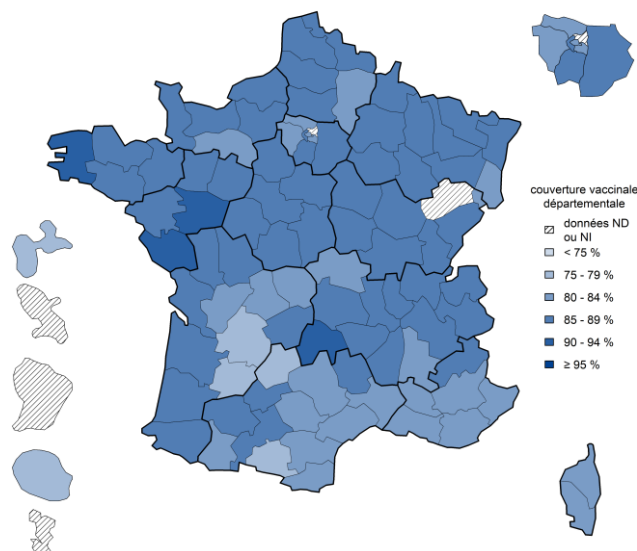 couverture vaccinale
départementale
données ND
ou NI
< 75 %
75 - 79 %
80 - 84 %
85 - 89 %
90 - 94 %
≥ 95 %